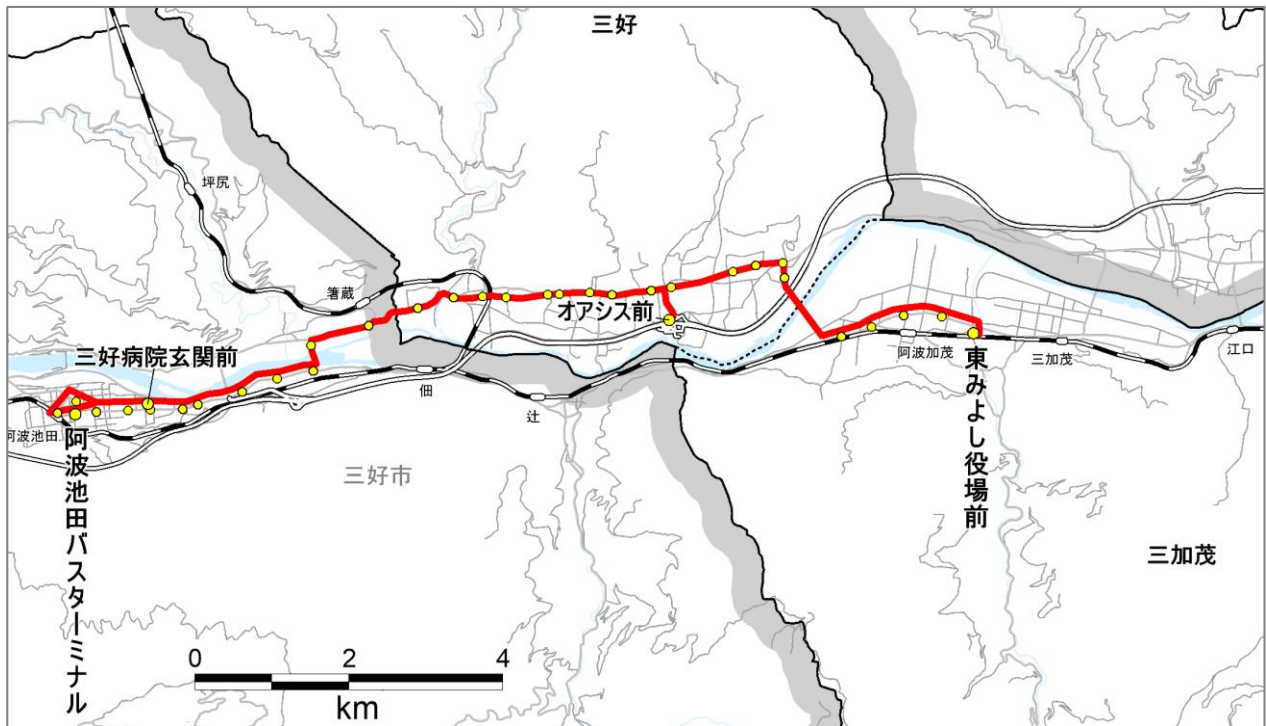 三好
坪尻
箸蔵
オアシス前
三好病院玄関前
阿波加茂
三加茂
江口
佃
辻
阿波池田
阿波池田バスターミナル
東みよし役場前
三好市
三加茂
0 2 4
km